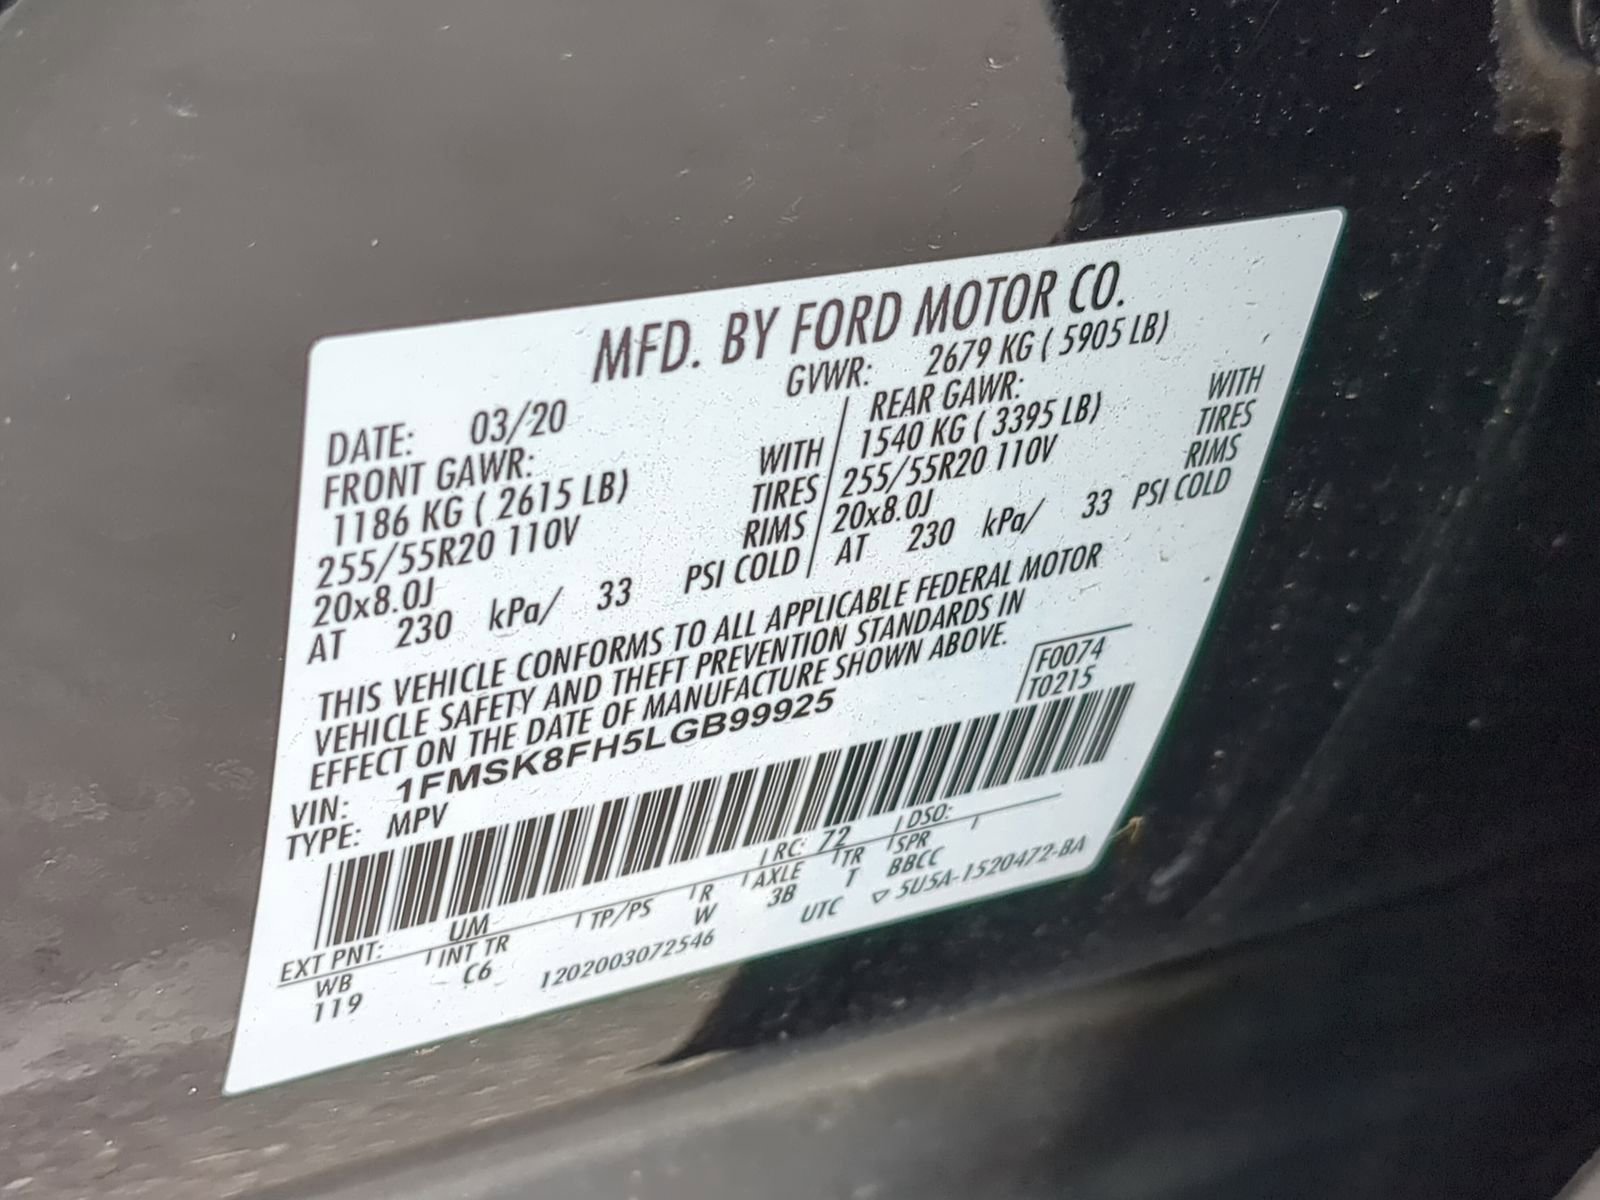 MFD. BY FORD MOTOR CO.
DATE: 03/20 GVWR: 2679 KG ( 5905 LB)
FRONT GAWR: REAR GAWR:
1186 KG ( 2615 LB) WITH 1540 KG ( 3395 LB) WITH
255/55R20 110V TIRES 255/55R20 110V TIRES
20x8.0J RIMS 20x8.0J RIMS
AT 230 kPa/ 33 PSI COLD AT 230 kPa/ 33 PSI COLD
THIS VEHICLE CONFORMS TO ALL APPLICABLE FEDERAL MOTOR
VEHICLE SAFETY AND THEFT PREVENTION STANDARDS IN
EFFECT ON THE DATE OF MANUFACTURE SHOWN ABOVE.
VIN: 1FMSK8FH5LGB99925 F0074
TYPE: MPV T0215
EXT PNT: UM RC: 72 DSO:
WB INT TR TP/PS R AXLE TR SPR
119 C6 W 3B T BBCC
1202003072546 UTC ▽ 5U5A-1520472-BA